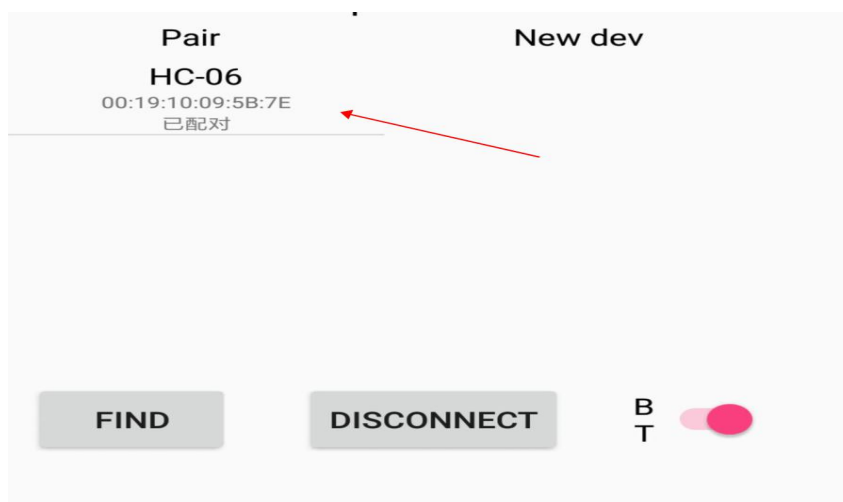 Pair
New dev
HC-06
00:19:10:09:5B:7E
已配对
FIND
DISCONNECT
B
T